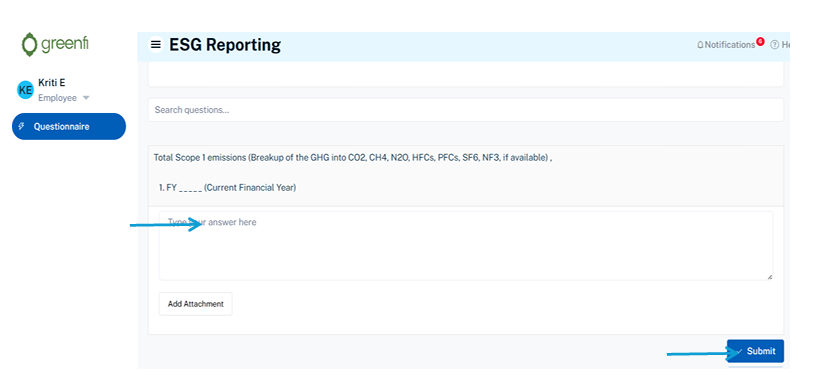 greenfi
ESG Reporting
Notifications 6
? He
KE
Kriti E
Employee
Questionnaire
Search questions...
Total Scope 1 emissions (Breakup of the GHG into CO2, CH4, N2O, HFCs, PFCs, SF6, NF3, if available) ,
1. FY _____ (Current Financial Year)
Type your answer here
Add Attachment
Submit